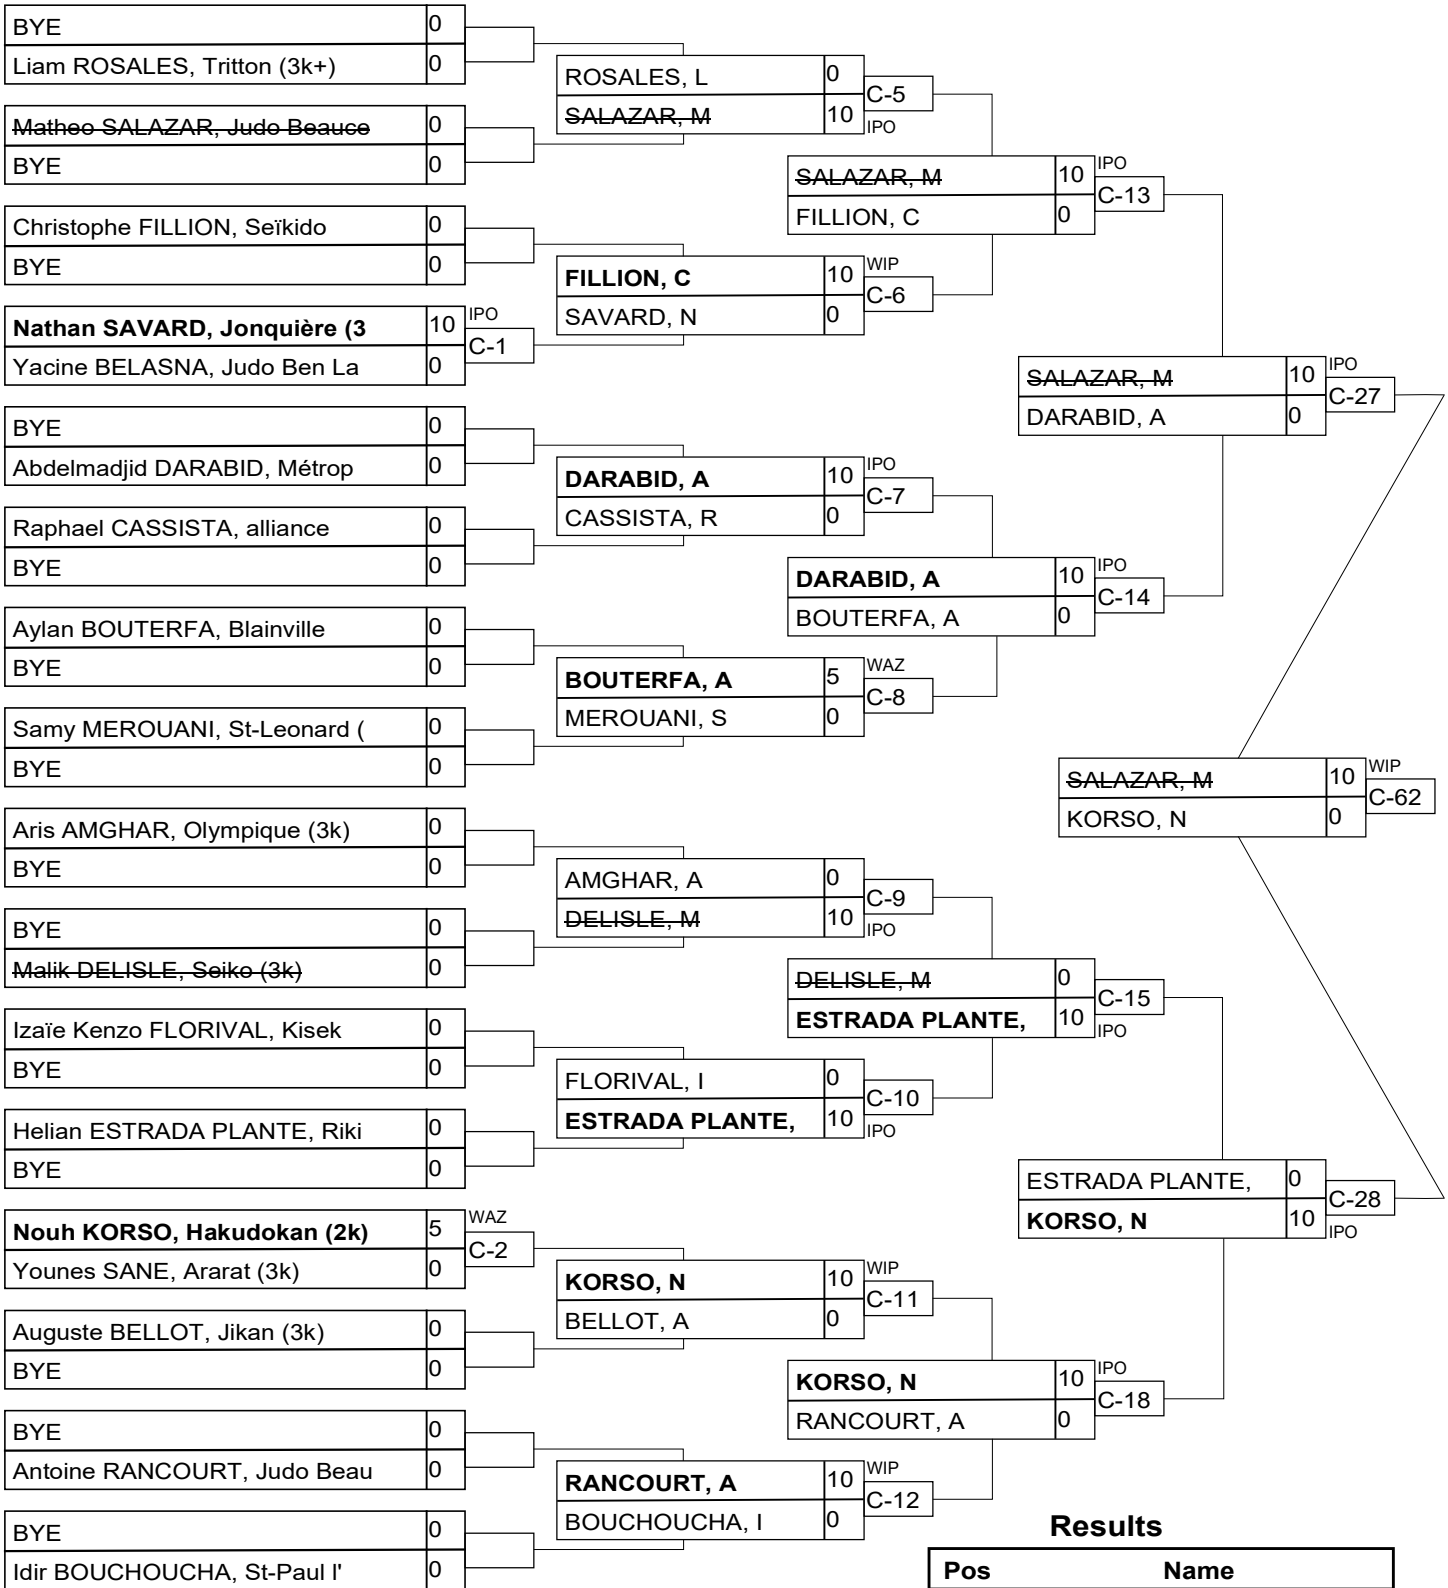 BYE 0
Liam ROSALES, Tritton (3k+) 0
Matheo SALAZAR, Judo Beauce 0
BYE 0
Christophe FILLION, Seïkido 0
BYE 0
Nathan SAVARD, Jonquière (3 10 IPO
C-1
Yacine BELASNA, Judo Ben La 0
BYE 0
Abdelmadjid DARABID, Métrop 0
Raphael CASSISTA, alliance 0
BYE 0
Aylan BOUTERFA, Blainville 0
BYE 0
Samy MEROUANI, St-Leonard ( 0
BYE 0
Aris AMGHAR, Olympique (3k) 0
BYE 0
BYE 0
Malik DELISLE, Seiko (3k) 0
Izaïe Kenzo FLORIVAL, Kisek 0
BYE 0
Helian ESTRADA PLANTE, Riki 0
BYE 0
Nouh KORSO, Hakudokan (2k) 5 WAZ
C-2
Younes SANE, Ararat (3k) 0
Auguste BELLOT, Jikan (3k) 0
BYE 0
BYE 0
Antoine RANCOURT, Judo Beau 0
BYE 0
Idir BOUCHOUCHA, St-Paul l' 0
ROSALES, L 0
C-5
SALAZAR, M 10 IPO
FILLION, C 10 WIP
C-6
SAVARD, N 0
DARABID, A 10 IPO
C-7
CASSISTA, R 0
BOUTERFA, A 5 WAZ
C-8
MEROUANI, S 0
AMGHAR, A 0
C-9
DELISLE, M 10 IPO
FLORIVAL, I 0
C-10
ESTRADA PLANTE, 10 IPO
KORSO, N 10 WIP
C-11
BELLOT, A 0
RANCOURT, A 10 WIP
C-12
BOUCHOUCHA, I 0
SALAZAR, M 10 IPO
C-13
FILLION, C 0
DARABID, A 10 IPO
C-14
BOUTERFA, A 0
DELISLE, M 0
C-15
ESTRADA PLANTE, 10 IPO
KORSO, N 10 IPO
C-18
RANCOURT, A 0
SALAZAR, M 10 IPO
C-27
DARABID, A 0
ESTRADA PLANTE, 0
C-28
KORSO, N 10 IPO
SALAZAR, M 10 WIP
C-62
KORSO, N 0
Results
Pos Name